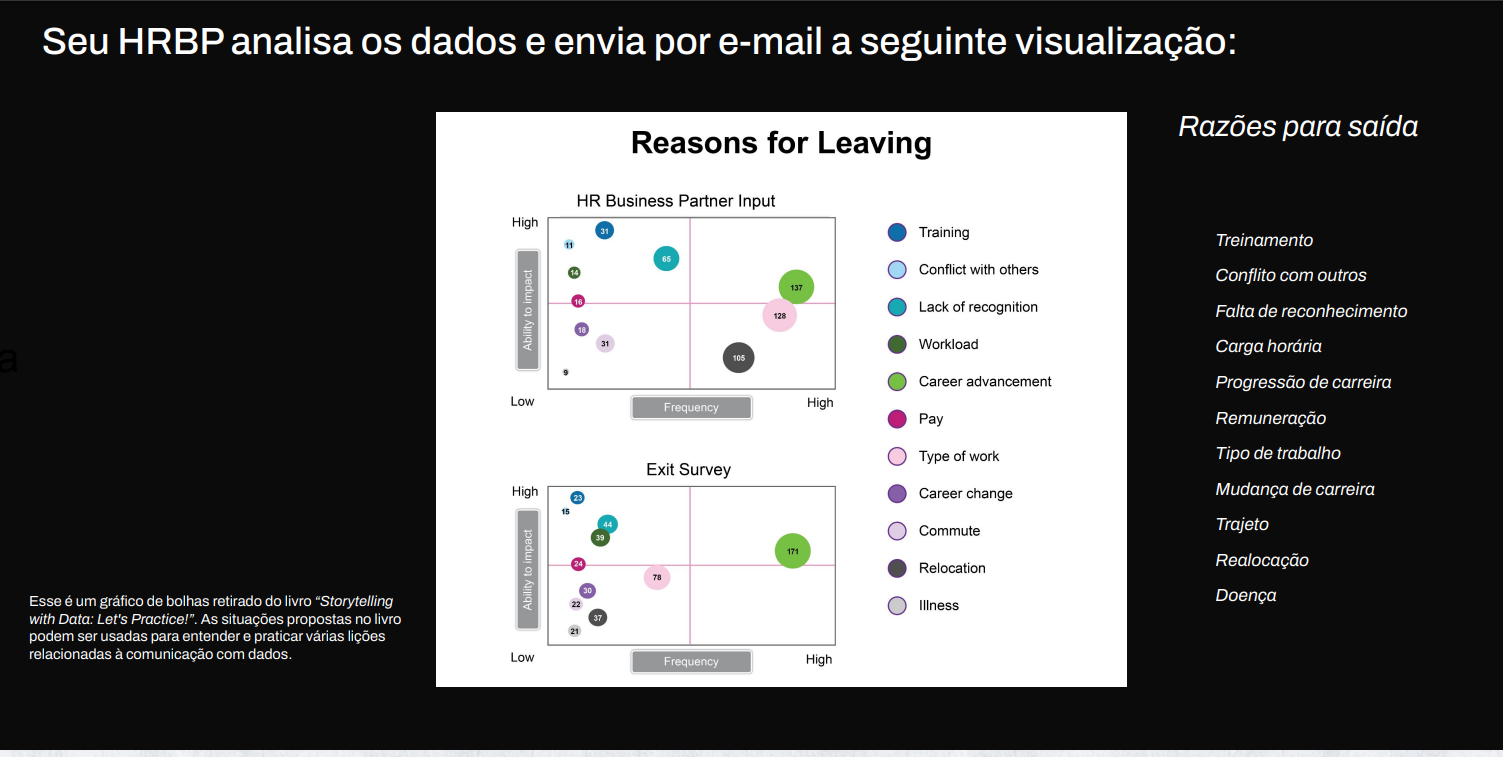 Seu HRBP analisa os dados e envia por e-mail a seguinte visualização:
Reasons for Leaving
HR Business Partner Input
High
Ability to impact
11
31
65
14
137
16
128
18
31
105
9
Low
Frequency
High
Exit Survey
High
Ability to impact
23
15
44
39
171
24
78
30
22
37
21
Low
Frequency
High
Training
Conflict with others
Lack of recognition
Workload
Career advancement
Pay
Type of work
Career change
Commute
Relocation
Illness
Razões para saída
Treinamento
Conflito com outros
Falta de reconhecimento
Carga horária
Progressão de carreira
Remuneração
Tipo de trabalho
Mudança de carreira
Trajeto
Realocação
Doença
a
Esse é um gráfico de bolhas retirado do livro “Storytelling
with Data: Let's Practice!”. As situações propostas no livro
podem ser usadas para entender e praticar várias lições
relacionadas à comunicação com dados.